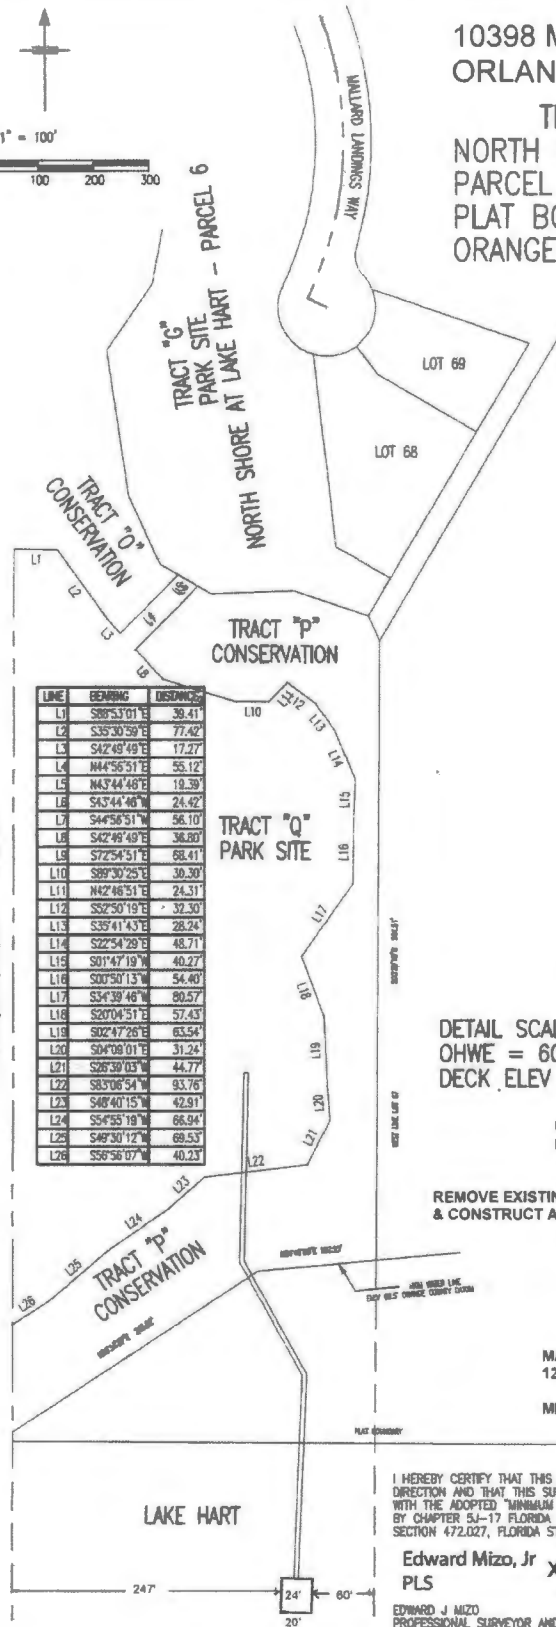 10398 M
ORLAN
1" = 100'
100 200 300
NORTH
PARCEL
PLAT BO
ORANGE
MALLARD LANDINGS WAY
TRACT "G"
PARK SITE
NORTH SHORE AT LAKE HART - PARCEL 6
LOT 69
LOT 68
TRACT "O"
CONSERVATION
L1
L2
L3
L4
L8
TRACT "P"
CONSERVATION
L10
L12
L13
L14
L15
L16
L17
L18
L19
L20
L21
L22
L23
L24
L25
L26
LINE BEARING DISTANCE
L1 S88°53'01"E 39.41'
L2 S35°30'59"E 77.42'
L3 S42°49'49"E 17.27'
L4 N44°56'51"E 55.12'
L5 N43°44'46"E 19.39'
L6 S43°44'46"W 24.42'
L7 S44°56'51"W 56.10'
L8 S42°49'49"E 36.80'
L9 S72°54'51"E 68.41'
L10 S89°30'25"E 30.30'
L11 N42°46'51"E 24.31'
L12 S52°50'19"E 32.30'
L13 S35°41'43"E 28.24'
L14 S22°54'29"E 48.71'
L15 S01°47'19"W 40.27'
L16 S00°50'13"W 54.40'
L17 S34°39'46"W 80.57'
L18 S20°04'51"E 57.43'
L19 S02°47'26"E 63.54'
L20 S04°09'01"E 31.24'
L21 S26°39'03"W 44.77'
L22 S83°06'54"W 93.76'
L23 S48°40'15"W 42.91'
L24 S54°55'19"W 66.94'
L25 S49°30'12"W 69.53'
L26 S56°56'07"W 40.23'
TRACT "Q"
PARK SITE
DETAIL SCAL
OHWE = 60
DECK ELEV
REMOVE EXISTIN
& CONSTRUCT A
TRACT "P"
CONSERVATION
PLAT BOUNDARY
LAKE HART
247'
24'
60'
20'
I HEREBY CERTIFY THAT THIS
DIRECTION AND THAT THIS SU
WITH THE ADOPTED "MINIMUM
BY CHAPTER 5J-17 FLORIDA
SECTION 472.027, FLORIDA ST
Edward Mizo, Jr X
PLS
EDWARD J MIZO
PROFESSIONAL SURVEYOR AND